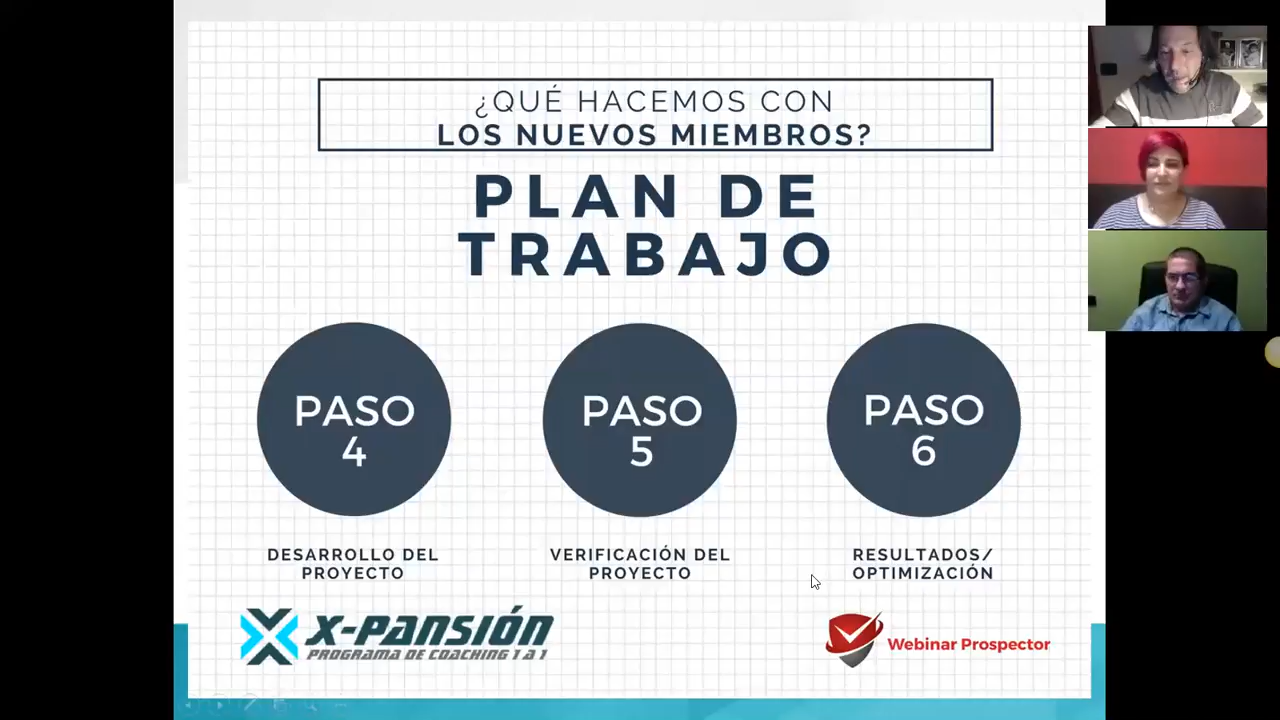 ¿QUÉ HACEMOS CON
LOS NUEVOS MIEMBROS?
PLAN DE
TRABAJO
PASO
4
PASO
5
PASO
6
DESARROLLO DEL
PROYECTO
VERIFICACIÓN DEL
PROYECTO
RESULTADOS/
OPTIMIZACIÓN
X-PANSIÓN
PROGRAMA DE COACHING 1 A 1
Webinar Prospector